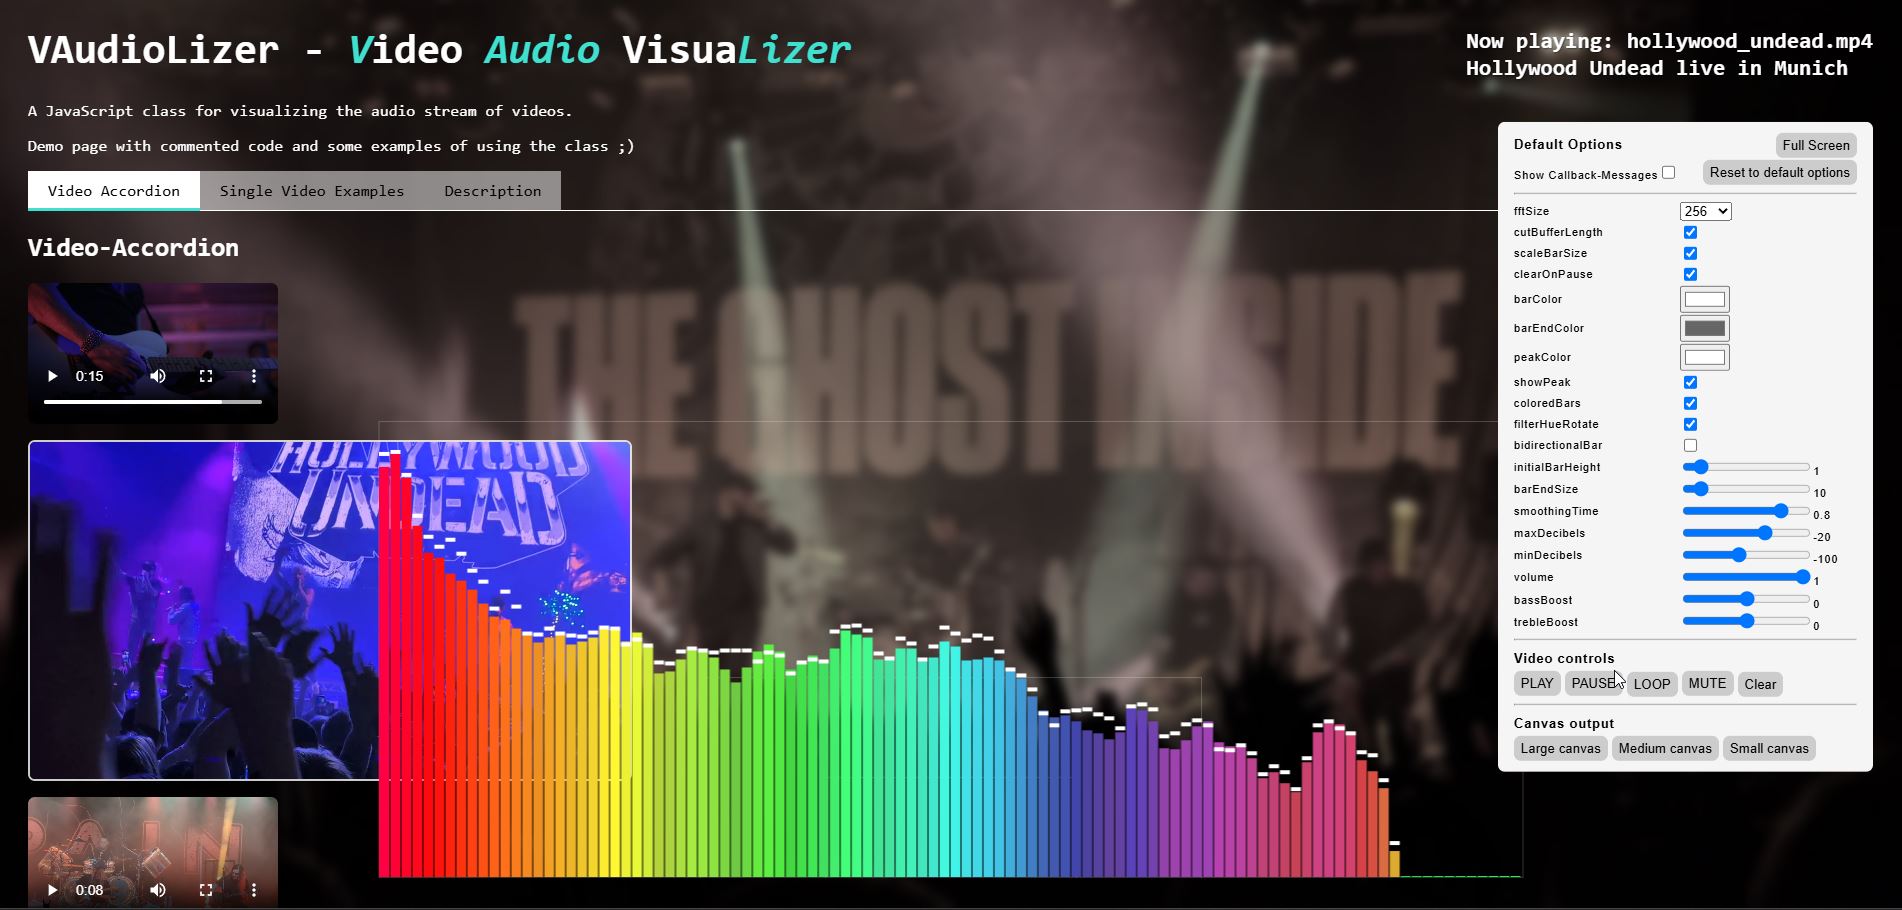 VAudioLizer - Video Audio VisuaLizer
Now playing: hollywood_undead.mp4
Hollywood Undead live in Munich
A JavaScript class for visualizing the audio stream of videos.
Demo page with commented code and some examples of using the class ;)
Video Accordion
Single Video Examples
Description
Video-Accordion
THE GHOST INSIDE
0:15
HOLLYWOOD
UNDEAD
PAIN
0:08
Default Options
Full Screen
Show Callback-Messages
Reset to default options
fftSize
256
cutBufferLength
scaleBarSize
clearOnPause
barColor
barEndColor
peakColor
showPeak
coloredBars
filterHueRotate
bidirectionalBar
initialBarHeight 1
barEndSize 10
smoothingTime 0.8
maxDecibels -20
minDecibels -100
volume 1
bassBoost 0
trebleBoost 0
Video controls
PLAY
PAUSE
LOOP
MUTE
Clear
Canvas output
Large canvas
Medium canvas
Small canvas